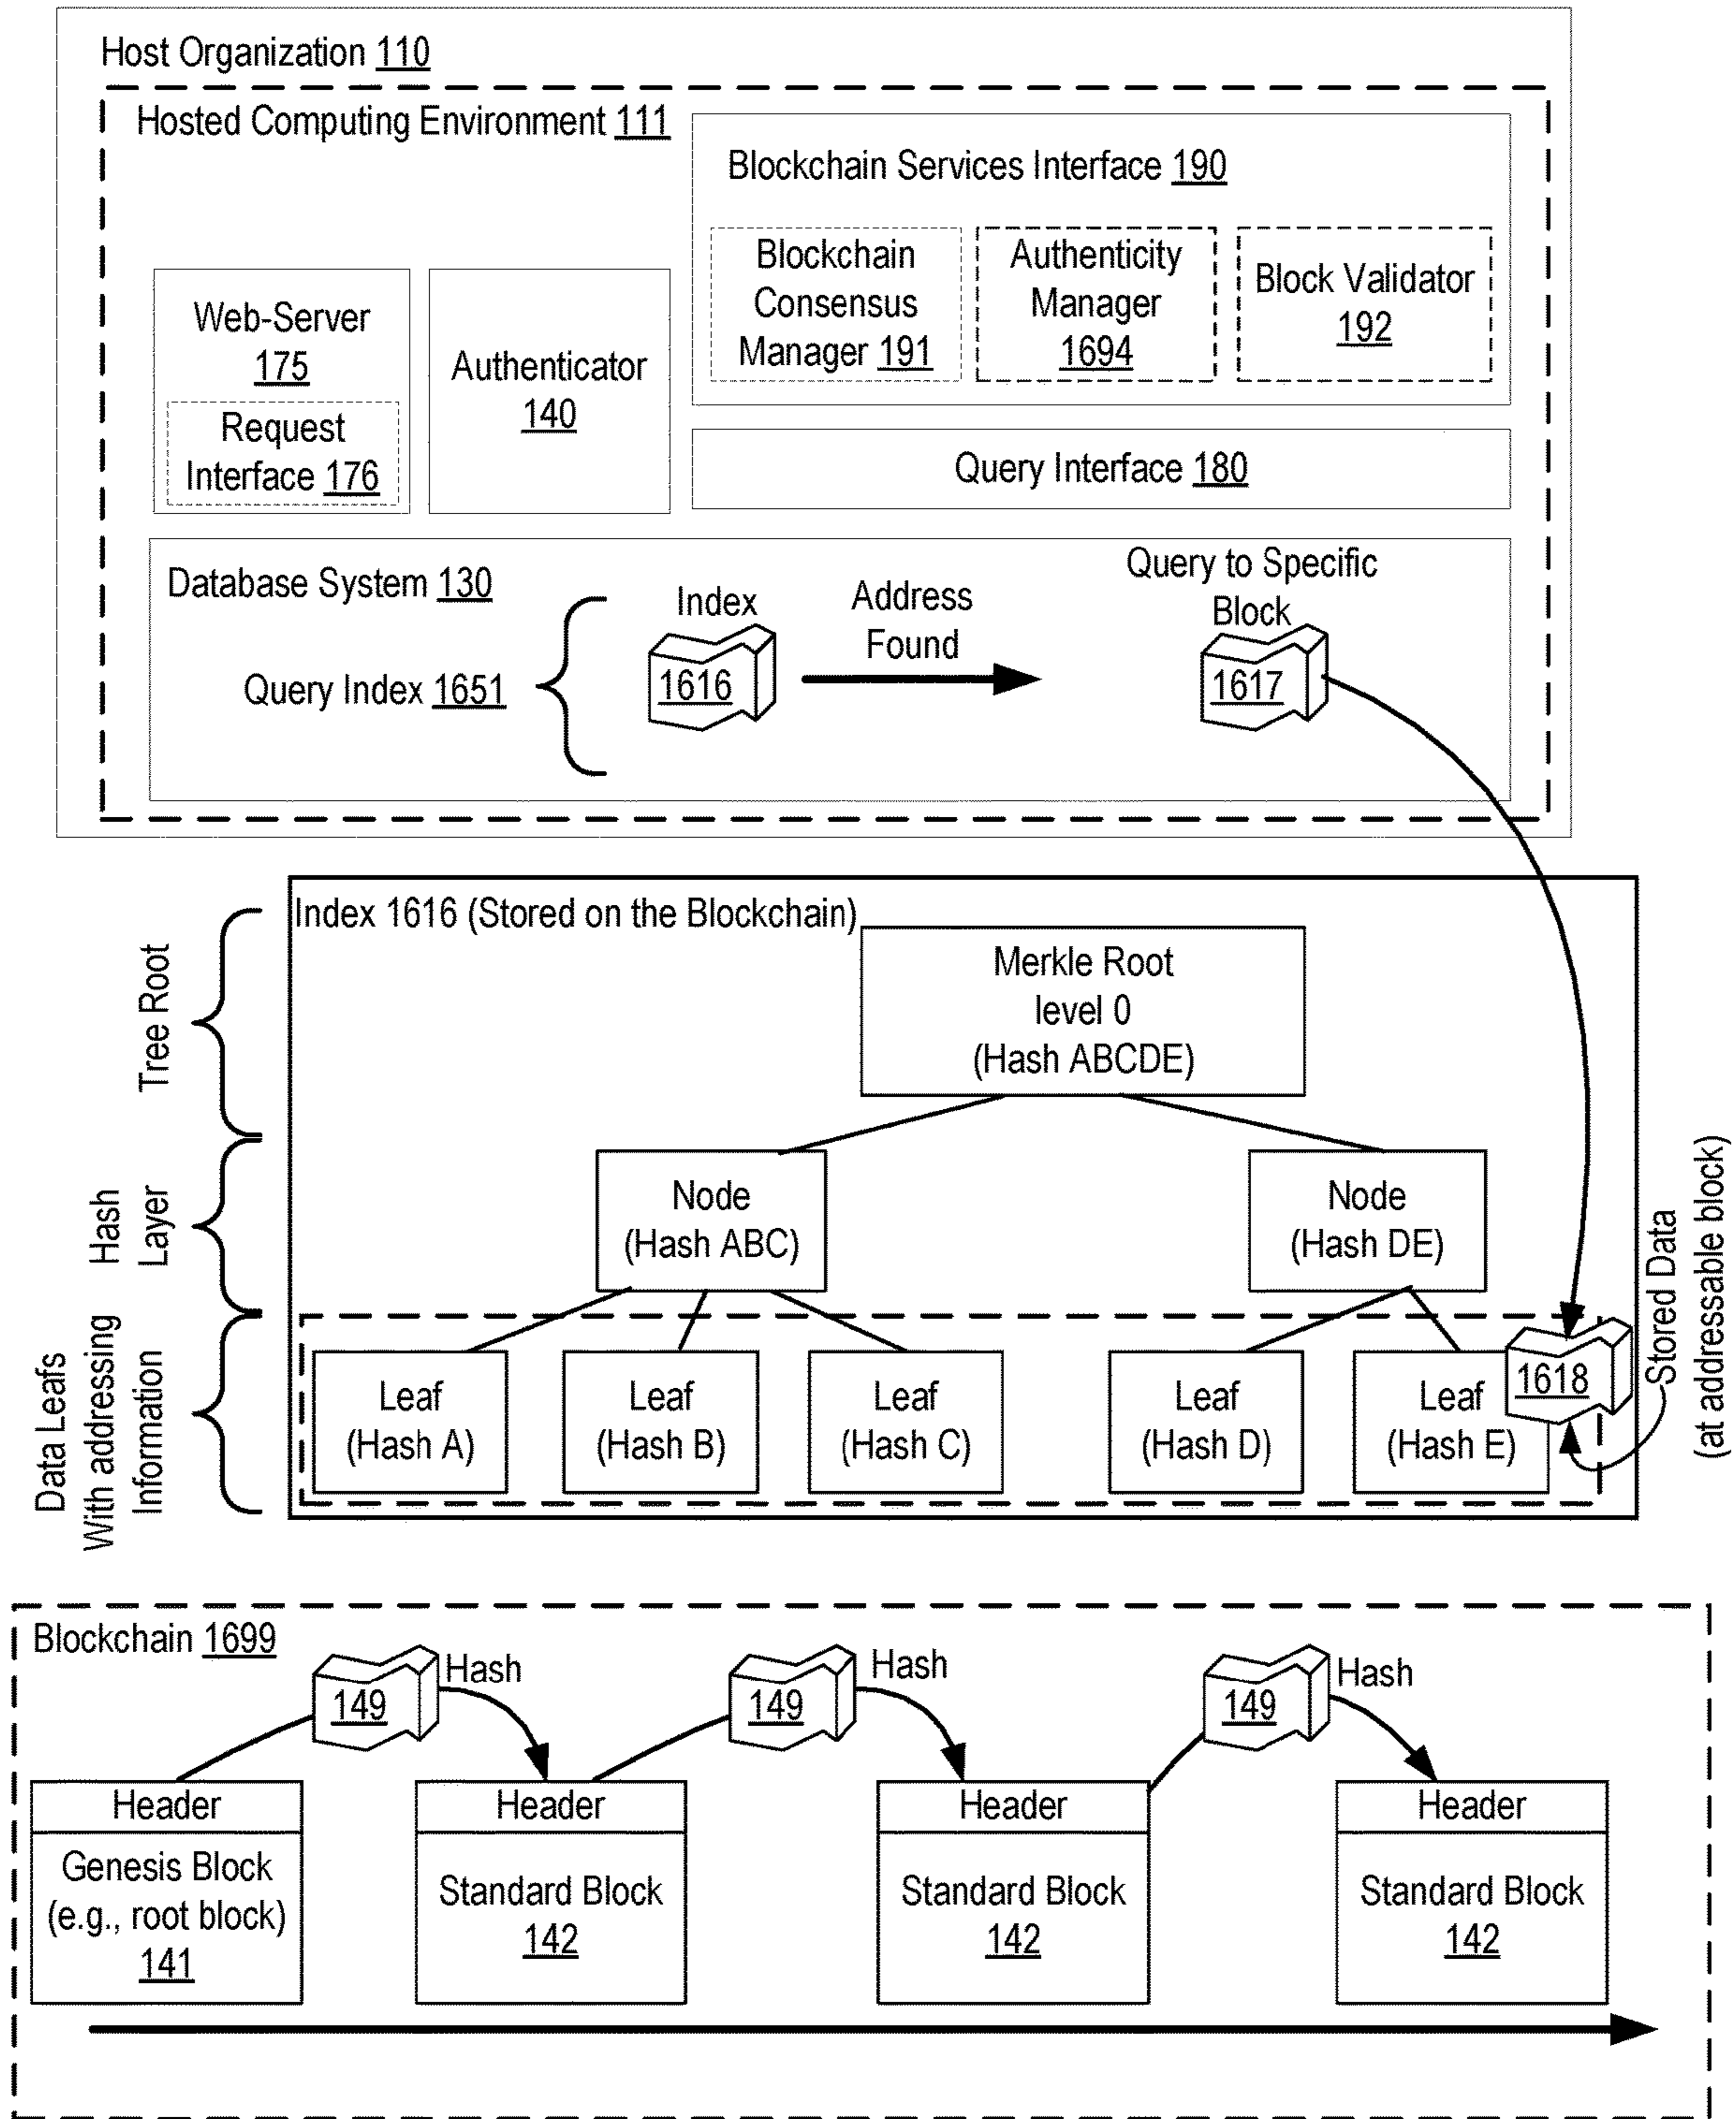 Host Organization 110
Hosted Computing Environment 111
Blockchain Services Interface 190
Blockchain
Consensus
Manager 191
Authenticity
Manager
1694
Block Validator
192
Web-Server
175
Request
Interface 176
Authenticator
140
Query Interface 180
Database System 130
Query Index 1651
Index
1616
Address
Found
Query to Specific
Block
1617
Index 1616 (Stored on the Blockchain)
Tree Root
Merkle Root
level 0
(Hash ABCDE)
Hash
Layer
Node
(Hash ABC)
Node
(Hash DE)
Data Leafs
With addressing
Information
Leaf
(Hash A)
Leaf
(Hash B)
Leaf
(Hash C)
Leaf
(Hash D)
Leaf
(Hash E)
1618
Stored Data
(at addressable block)
Blockchain 1699
149
Hash
149
Hash
149
Hash
Header
Genesis Block
(e.g., root block)
141
Header
Standard Block
142
Header
Standard Block
142
Header
Standard Block
142